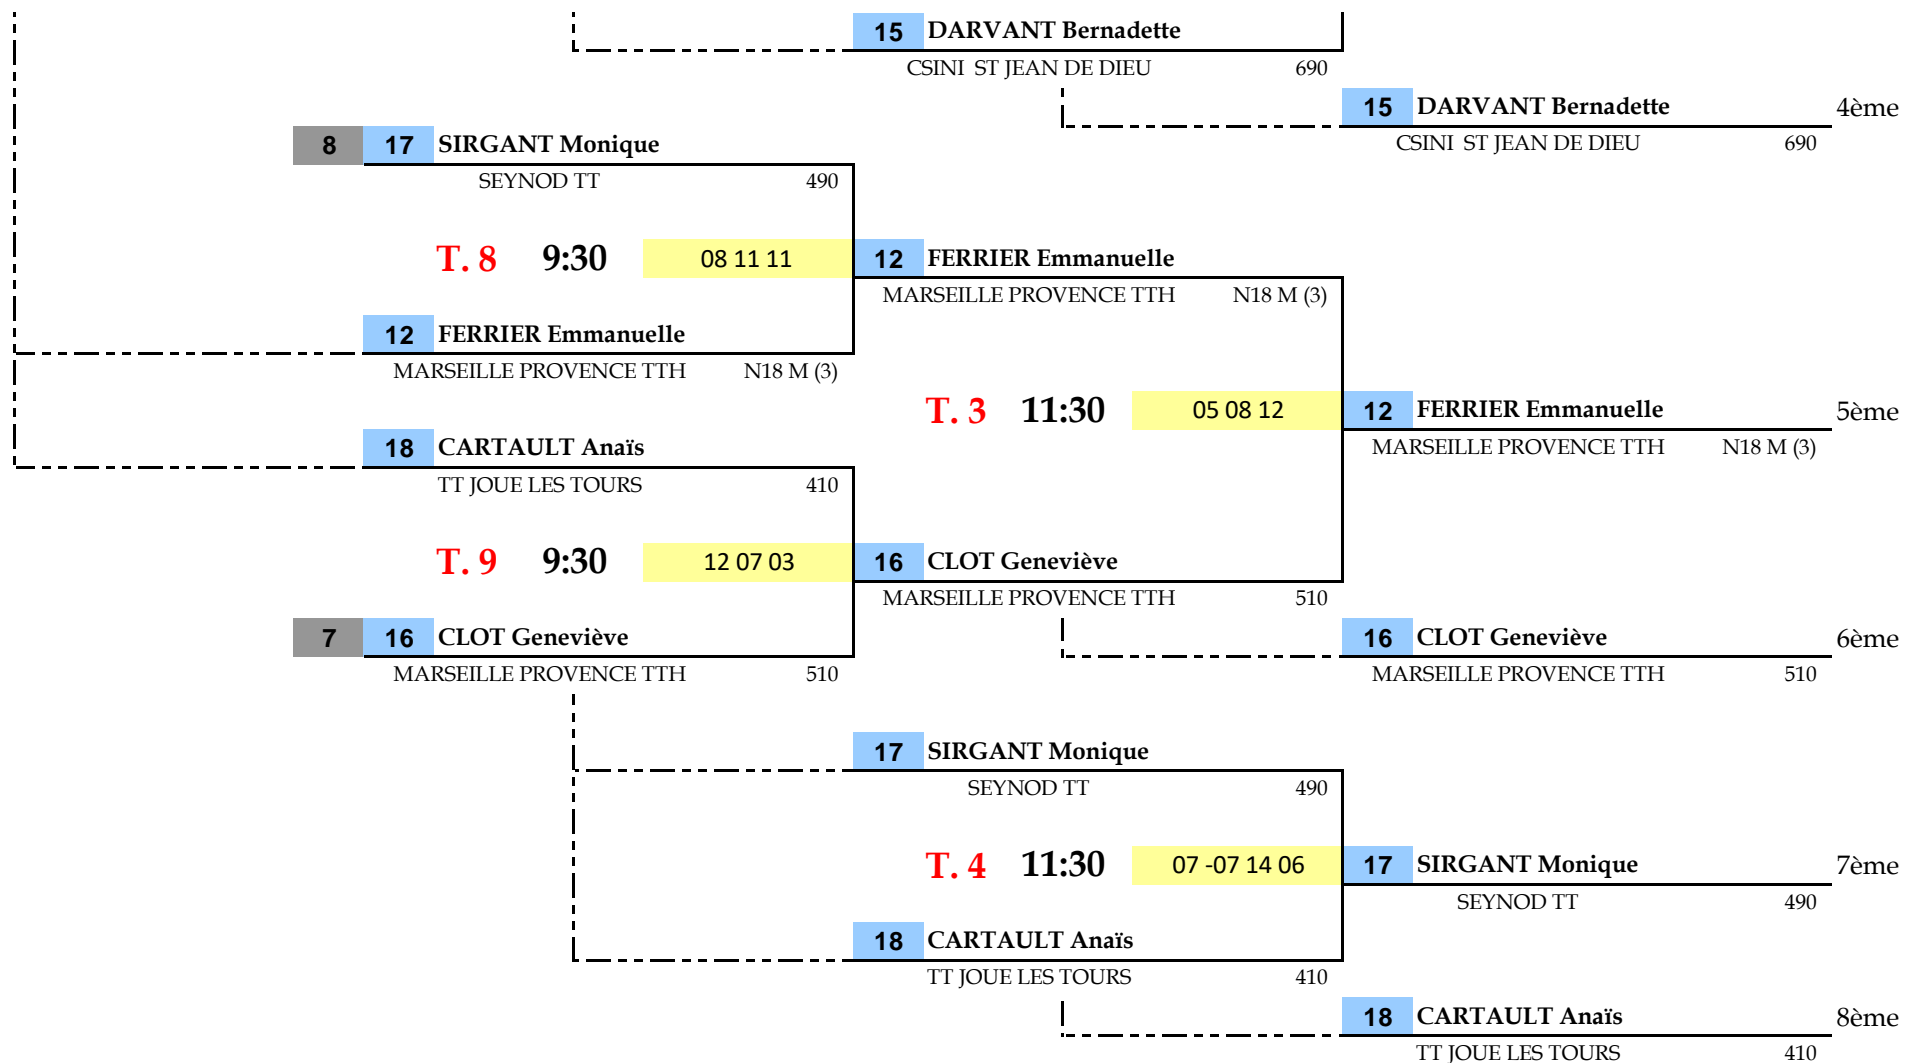 15 DARVANT Bernadette
CSINI ST JEAN DE DIEU 690
15 DARVANT Bernadette 4ème
CSINI ST JEAN DE DIEU 690
8 17 SIRGANT Monique
SEYNOD TT 490
T. 8 9:30 08 11 11 12 FERRIER Emmanuelle
MARSEILLE PROVENCE TTH N18 M (3)
12 FERRIER Emmanuelle
MARSEILLE PROVENCE TTH N18 M (3)
T. 3 11:30 05 08 12 12 FERRIER Emmanuelle 5ème
MARSEILLE PROVENCE TTH N18 M (3)
18 CARTAULT Anaïs
TT JOUE LES TOURS 410
T. 9 9:30 12 07 03 16 CLOT Geneviève
MARSEILLE PROVENCE TTH 510
7 16 CLOT Geneviève 16 CLOT Geneviève 6ème
MARSEILLE PROVENCE TTH 510 MARSEILLE PROVENCE TTH 510
17 SIRGANT Monique
SEYNOD TT 490
T. 4 11:30 07 -07 14 06 17 SIRGANT Monique 7ème
SEYNOD TT 490
18 CARTAULT Anaïs
TT JOUE LES TOURS 410
18 CARTAULT Anaïs 8ème
TT JOUE LES TOURS 410